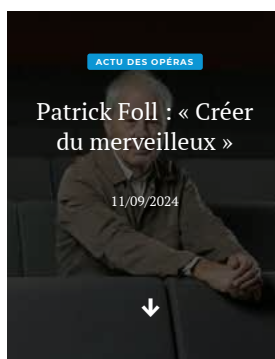 ACTU DES OPÉRAS
Patrick Foll : « Créer
du merveilleux »
11/09/2024